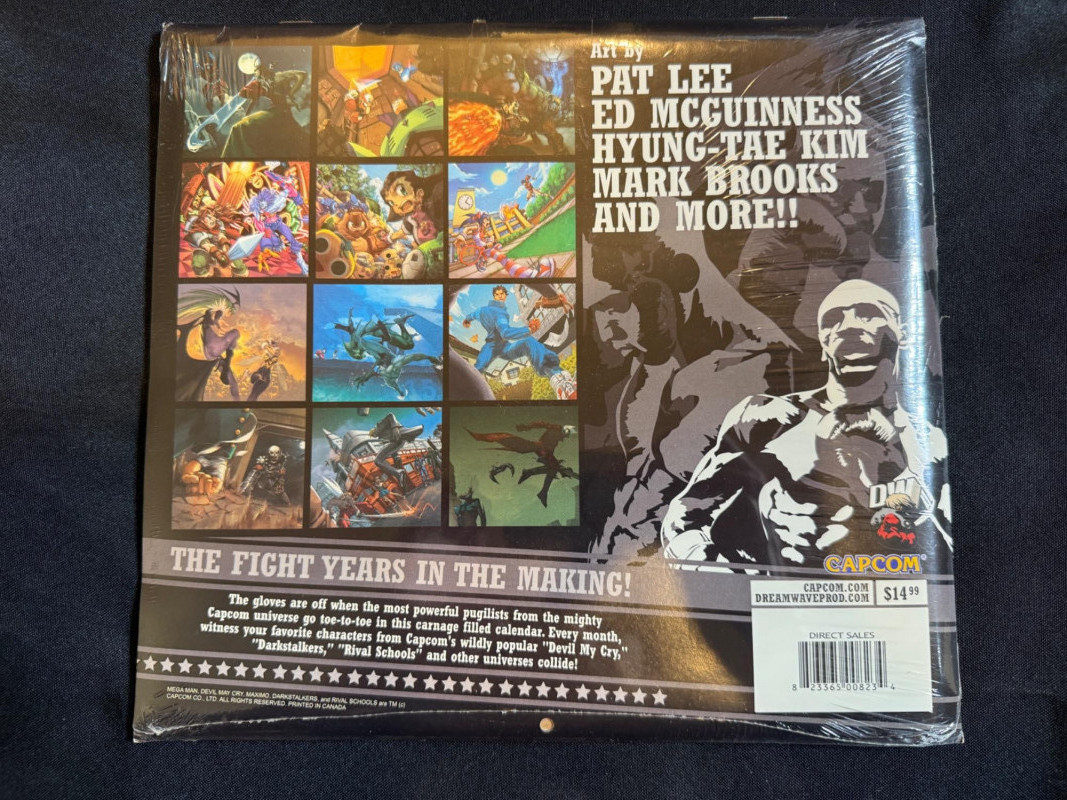 Art by
PAT LEE
ED MCGUINNESS
HYUNG-TAE KIM
MARK BROOKS
AND MORE!!
DW
CAPCOM®
CAPCOM.COM
DREAMWAVEPROD.COM
$14.99
DIRECT SALES
8 23365 00823 4
THE FIGHT YEARS IN THE MAKING!
The gloves are off when the most powerful pugilists from the mighty
Capcom universe go toe-to-toe in this carnage filled calendar. Every month,
witness your favorite characters from Capcom's wildly popular "Devil My Cry,"
"Darkstalkers," "Rival Schools" and other universes collide!
MEGA MAN, DEVIL MAY CRY, MAXIMO, DARKSTALKERS, and RIVAL SCHOOLS are TM (c)
CAPCOM CO., LTD. ALL RIGHTS RESERVED. PRINTED IN CANADA